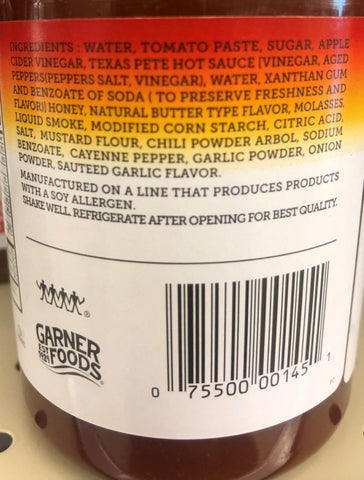 INGREDIENTS : WATER, TOMATO PASTE, SUGAR, APPLE
CIDER VINEGAR, TEXAS PETE HOT SAUCE [VINEGAR, AGED
PEPPERS(PEPPERS SALT, VINEGAR), WATER, XANTHAN GUM
AND BENZOATE OF SODA ( TO PRESERVE FRESHNESS AND
FLAVOR)] HONEY, NATURAL BUTTER TYPE FLAVOR, MOLASSES,
LIQUID SMOKE, MODIFIED CORN STARCH, CITRIC ACID,
SALT, MUSTARD FLOUR, CHILI POWDER ARBOL, SODIUM
BENZOATE, CAYENNE PEPPER, GARLIC POWDER, ONION
POWDER, SAUTEED GARLIC FLAVOR.
MANUFACTURED ON A LINE THAT PRODUCES PRODUCTS
WITH A SOY ALLERGEN.
SHAKE WELL. REFRIGERATE AFTER OPENING FOR BEST QUALITY.
®
GARNER
EST 1929
FOODS®
0 75500 00145 1